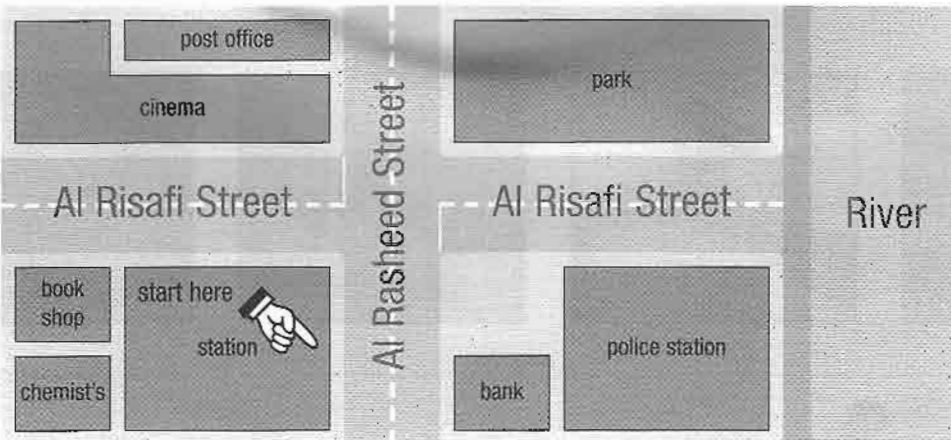 post office
cinema
park
Al Risafi Street
Al Rasheed Street
Al Risafi Street
River
book
shop
start here
station
chemist's
bank
police station